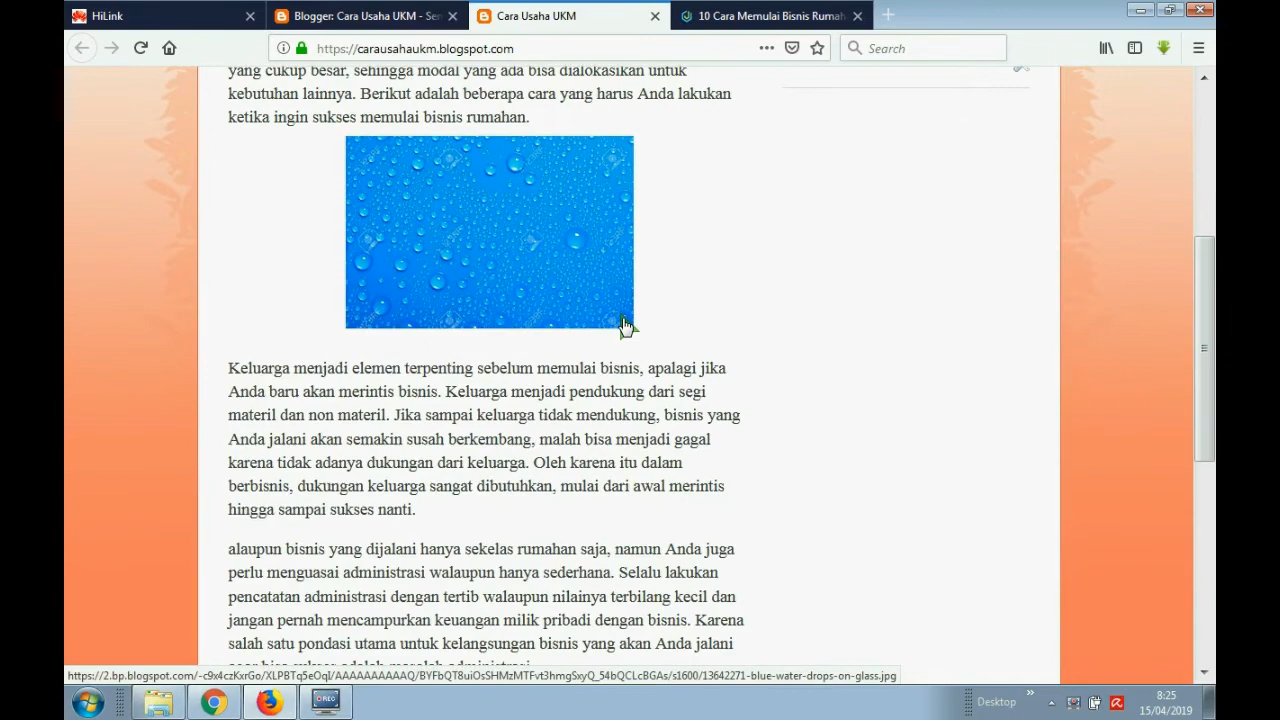 HiLink
Blogger: Cara Usaha UKM - Sem
Cara Usaha UKM
10 Cara Memulai Bisnis Rumah
https://carausahaukm.blogspot.com
Search
yang cukup besar, sehingga modal yang ada bisa dialokasikan untuk
kebutuhan lainnya. Berikut adalah beberapa cara yang harus Anda lakukan
ketika ingin sukses memulai bisnis rumahan.
Keluarga menjadi elemen terpenting sebelum memulai bisnis, apalagi jika
Anda baru akan merintis bisnis. Keluarga menjadi pendukung dari segi
materil dan non materil. Jika sampai keluarga tidak mendukung, bisnis yang
Anda jalani akan semakin susah berkembang, malah bisa menjadi gagal
karena tidak adanya dukungan dari keluarga. Oleh karena itu dalam
berbisnis, dukungan keluarga sangat dibutuhkan, mulai dari awal merintis
hingga sampai sukses nanti.
alaupun bisnis yang dijalani hanya sekelas rumahan saja, namun Anda juga
perlu menguasai administrasi walaupun hanya sederhana. Selalu lakukan
pencatatan administrasi dengan tertib walaupun nilainya terbilang kecil dan
jangan pernah mencampurkan keuangan milik pribadi dengan bisnis. Karena
salah satu pondasi utama untuk kelangsungan bisnis yang akan Anda jalani
https://2.bp.blogspot.com/-c9x4czKxrGo/XLPBTq5eOqI/AAAAAAAAAAQ/BYFbQT8uiOsSHMzMTFvt3hmgSxyQ_54bQCLcBGAs/s1600/13642271-blue-water-drops-on-glass.jpg
REC
Desktop
8:25
15/04/2019